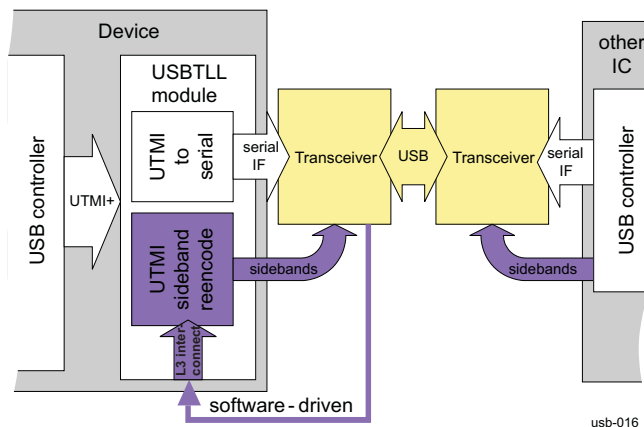 Device
other
IC
USBTLL
module
USB controller
UTMI+
UTMI
to
serial
serial
IF
Transceiver
USB
Transceiver
serial
IF
USB controller
UTMI
sideband
reencode
sidebands
sidebands
L3 inter-
connect
software - driven
usb-016